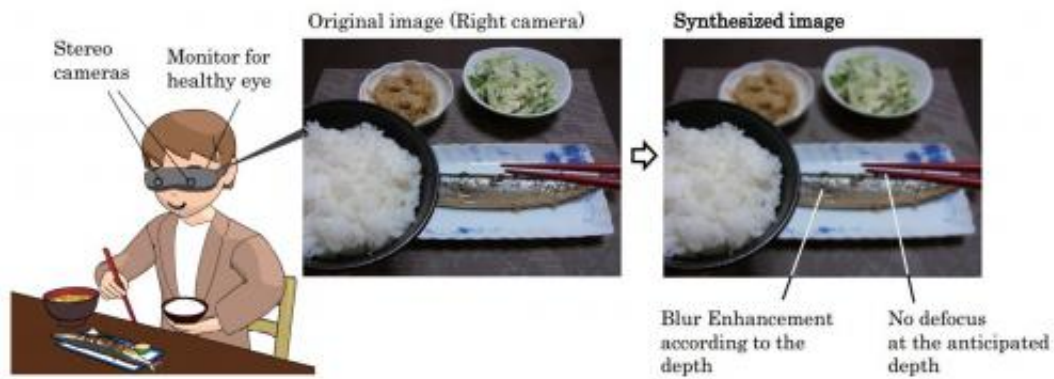 Original image (Right camera)
Synthesized image
Stereo
cameras
Monitor for
healthy eye
Blur Enhancement
according to the
depth
No defocus
at the anticipated
depth